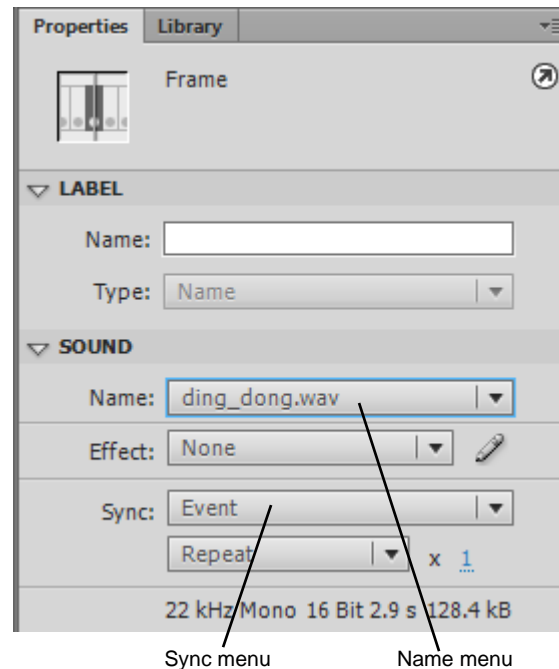 Properties Library
Frame
LABEL
Name:
Type: Name
SOUND
Name: ding_dong.wav
Effect: None
Sync: Event
Repeat x 1
22 kHz Mono 16 Bit 2.9 s 128.4 kB
Sync menu Name menu